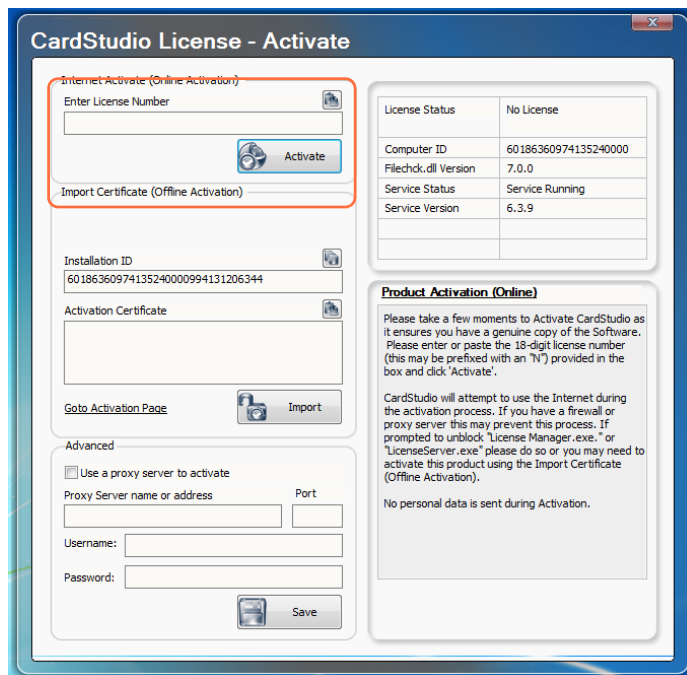 CardStudio License - Activate
Internet Activate (Online Activation)
Enter License Number
Activate
Import Certificate (Offline Activation)
Installation ID
601863609741352400009941312063​44
Activation Certificate
Goto Activation Page
Import
Advanced
Use a proxy server to activate
Proxy Server name or address
Port
Username:
Password:
Save
License Status
No License
Computer ID
60186360974135240000
Filechck.dll Version
7.0.0
Service Status
Service Running
Service Version
6.3.9
Product Activation (Online)
Please take a few moments to Activate CardStudio as
it ensures you have a genuine copy of the Software.
Please enter or paste the 18-digit license number
(this may be prefixed with an "N") provided in the
box and click 'Activate'.
CardStudio will attempt to use the Internet during
the activation process. If you have a firewall or
proxy server this may prevent this process. If
prompted to unblock "License Manager.exe." or
"LicenseServer.exe" please do so or you may need to
activate this product using the Import Certificate
(Offline Activation).
No personal data is sent during Activation.